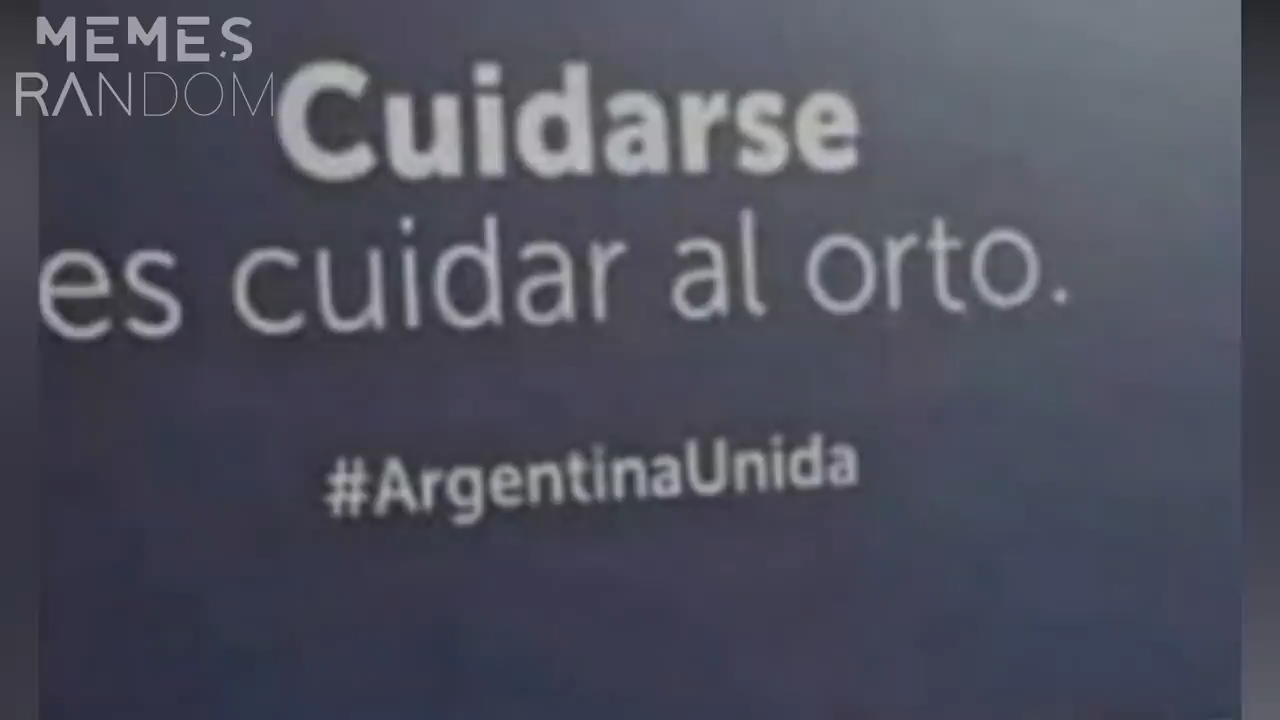 MEMES
RANDOM
Cuidarse
es cuidar al orto.
#ArgentinaUnida